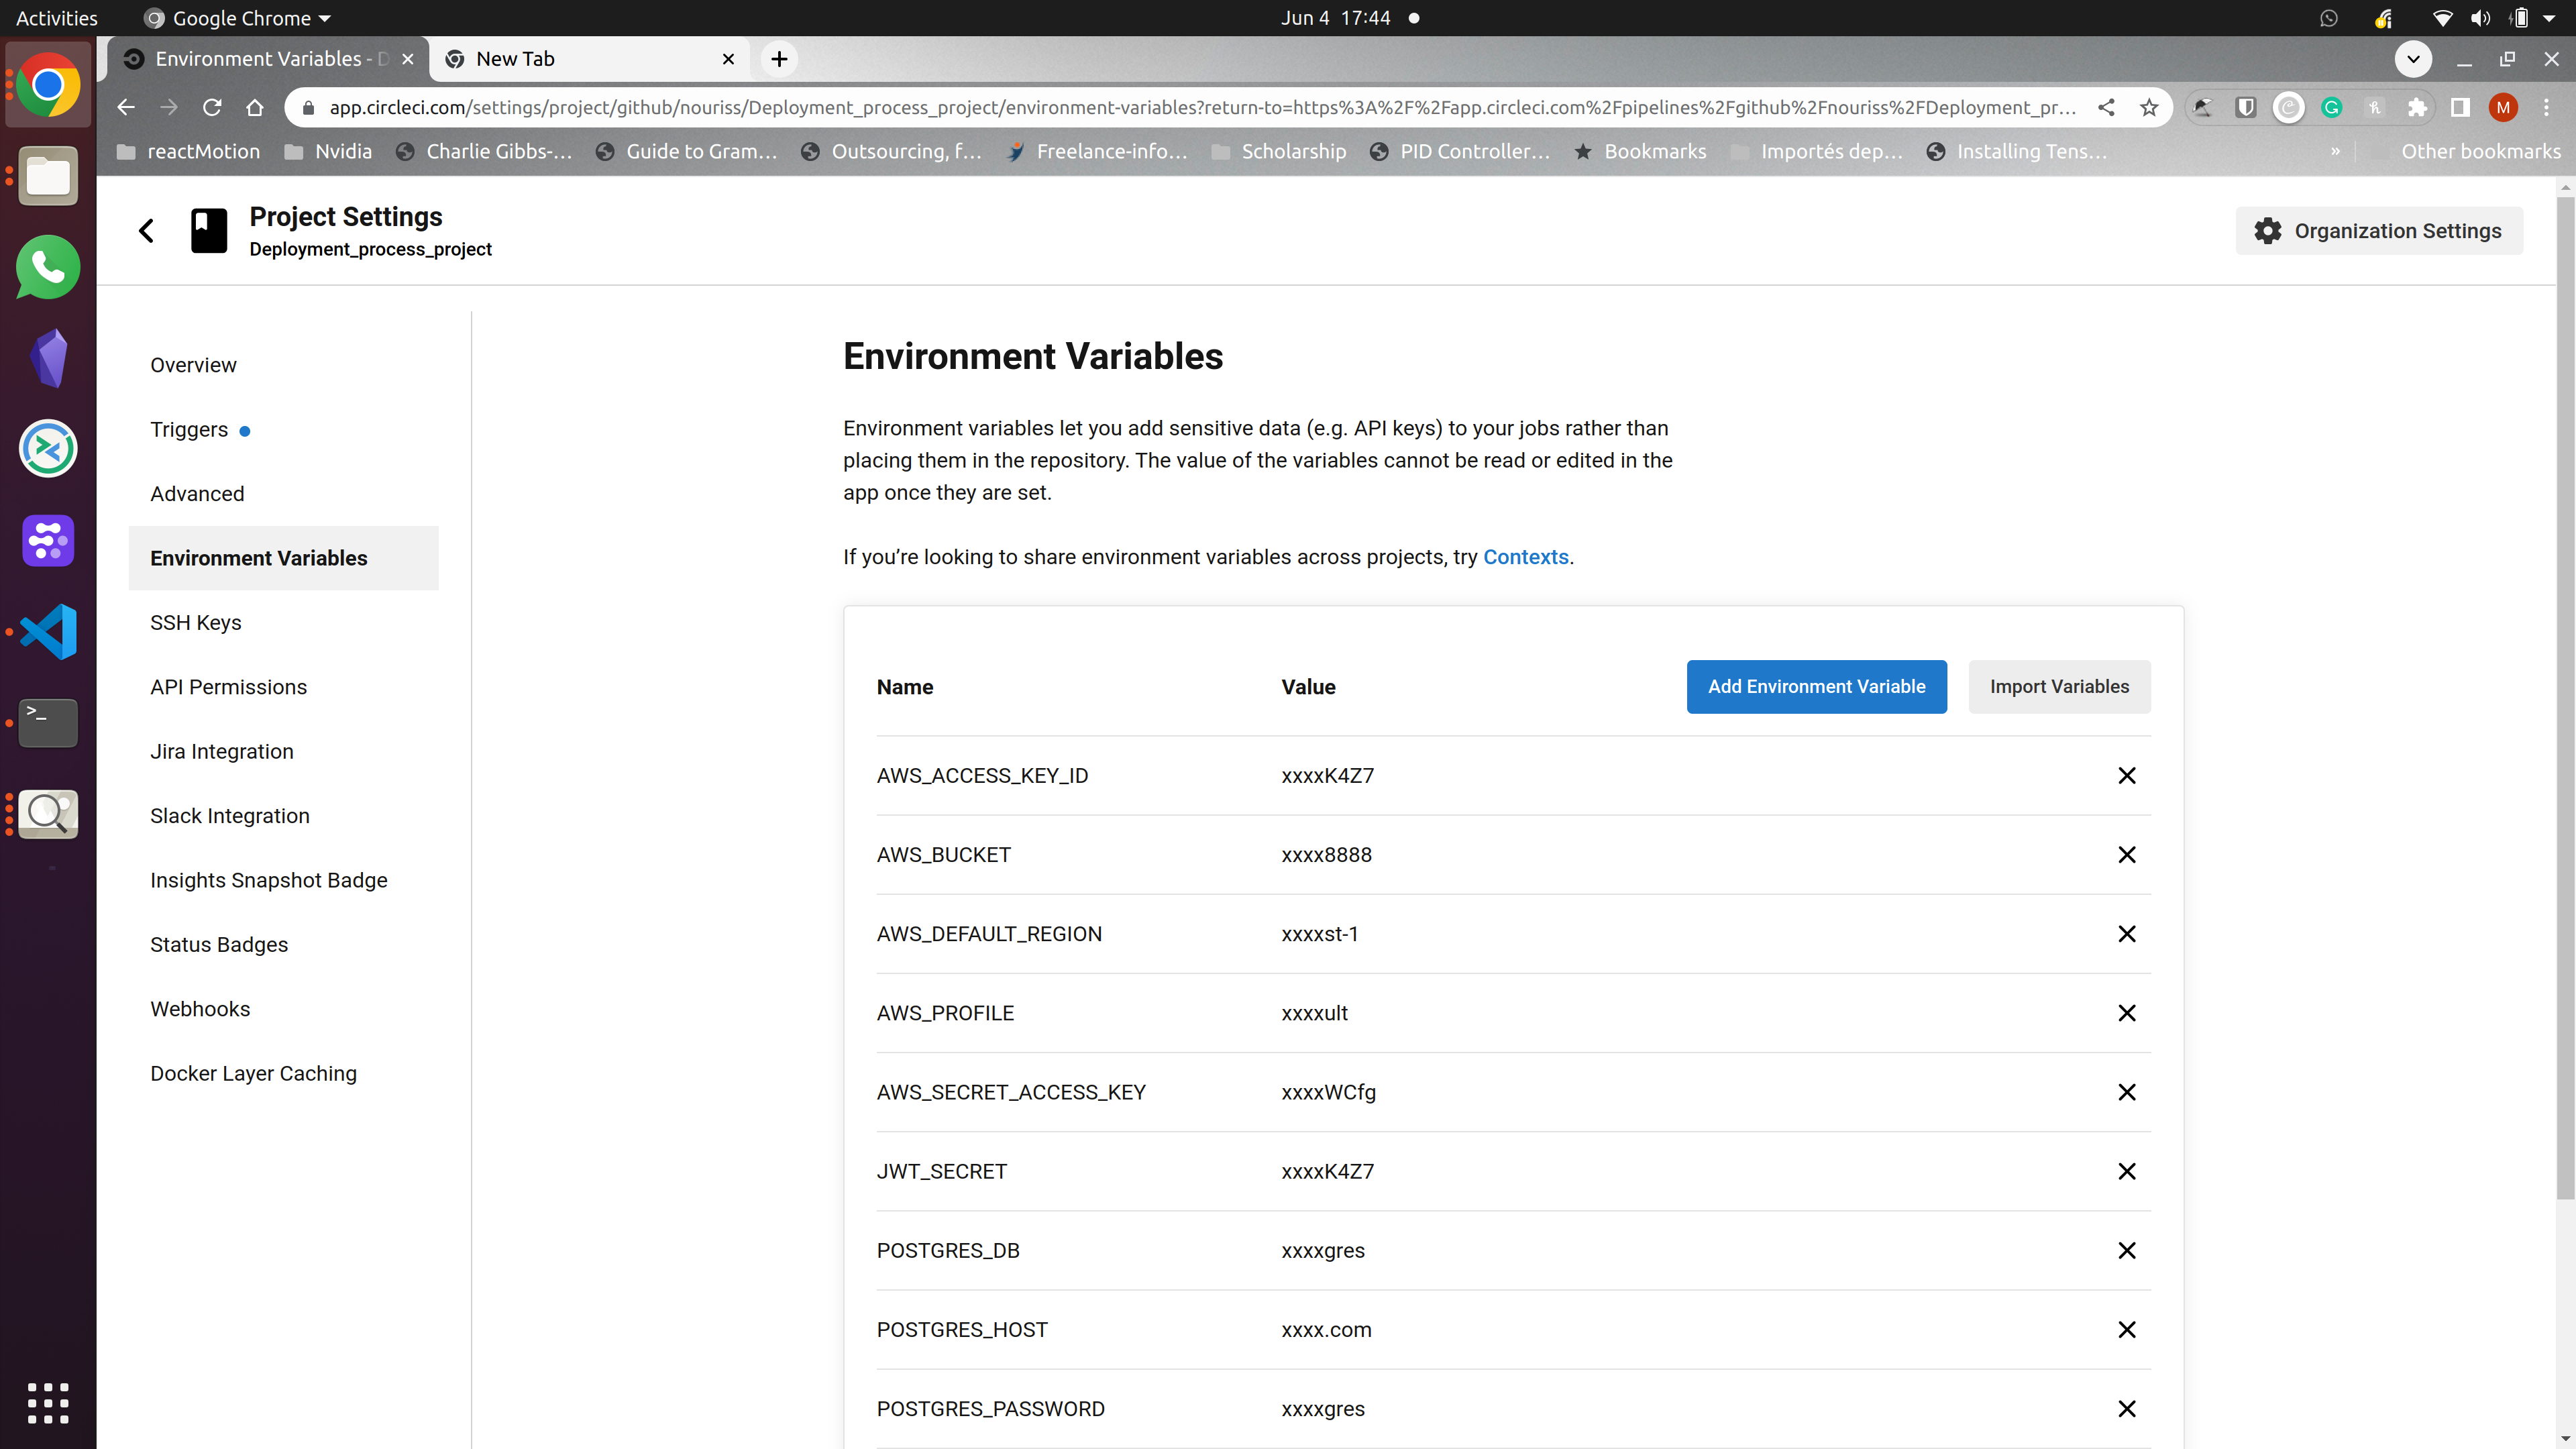 Activities
Google Chrome
Jun 4 17:44
Environment Variables - D
New Tab
app.circleci.com/settings/project/github/nouriss/Deployment_process_project/environment-variables?return-to=https%3A%2F%2Fapp.circleci.com%2Fpipelines%2Fgithub%2Fnouriss%2FDeployment_pr…
M
reactMotion
Nvidia
Charlie Gibbs-…
Guide to Gram…
Outsourcing, f…
Freelance-info…
Scholarship
PID Controller…
Bookmarks
Importés dep…
Installing Tens…
»
Other bookmarks
Project Settings
Deployment_process_project
Organization Settings
Overview
Triggers
Advanced
Environment Variables
SSH Keys
API Permissions
Jira Integration
Slack Integration
Insights Snapshot Badge
Status Badges
Webhooks
Docker Layer Caching
Environment Variables
Environment variables let you add sensitive data (e.g. API keys) to your jobs rather than
placing them in the repository. The value of the variables cannot be read or edited in the
app once they are set.
If you’re looking to share environment variables across projects, try Contexts.
Name Value Add Environment Variable Import Variables
AWS_ACCESS_KEY_ID xxxxK4Z7
AWS_BUCKET xxxx8888
AWS_DEFAULT_REGION xxxxst-1
AWS_PROFILE xxxxult
AWS_SECRET_ACCESS_KEY xxxxWCfg
JWT_SECRET xxxxK4Z7
POSTGRES_DB xxxxgres
POSTGRES_HOST xxxx.com
POSTGRES_PASSWORD xxxxgres